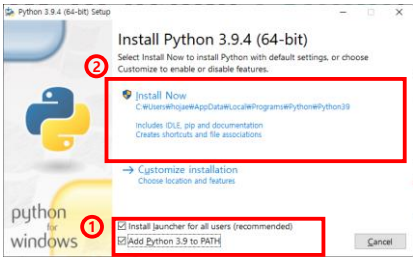 Python 3.9.4 (64-bit) Setup
Install Python 3.9.4 (64-bit)
Select Install Now to install Python with default settings, or choose
Customize to enable or disable features.
②
Install Now
C:₩Users₩hojae₩AppData₩Local₩Programs₩Python₩Python39
Includes IDLE, pip and documentation
Creates shortcuts and file associations
→ Customize installation
Choose location and features
①
Install launcher for all users (recommended)
Add Python 3.9 to PATH
Cancel
python
for
windows